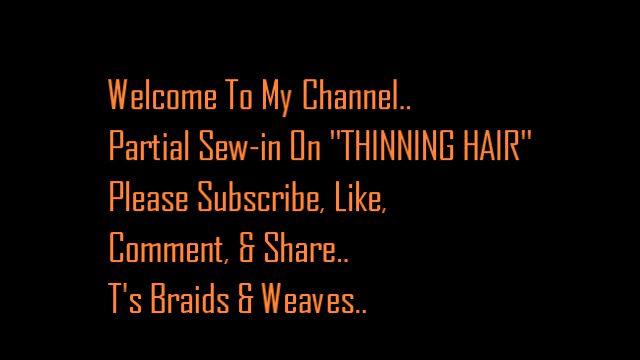 Welcome To My Channel..
Partial Sew-in On "THINNING HAIR"
Please Subscribe, Like,
Comment, & Share..
T's Braids & Weaves..